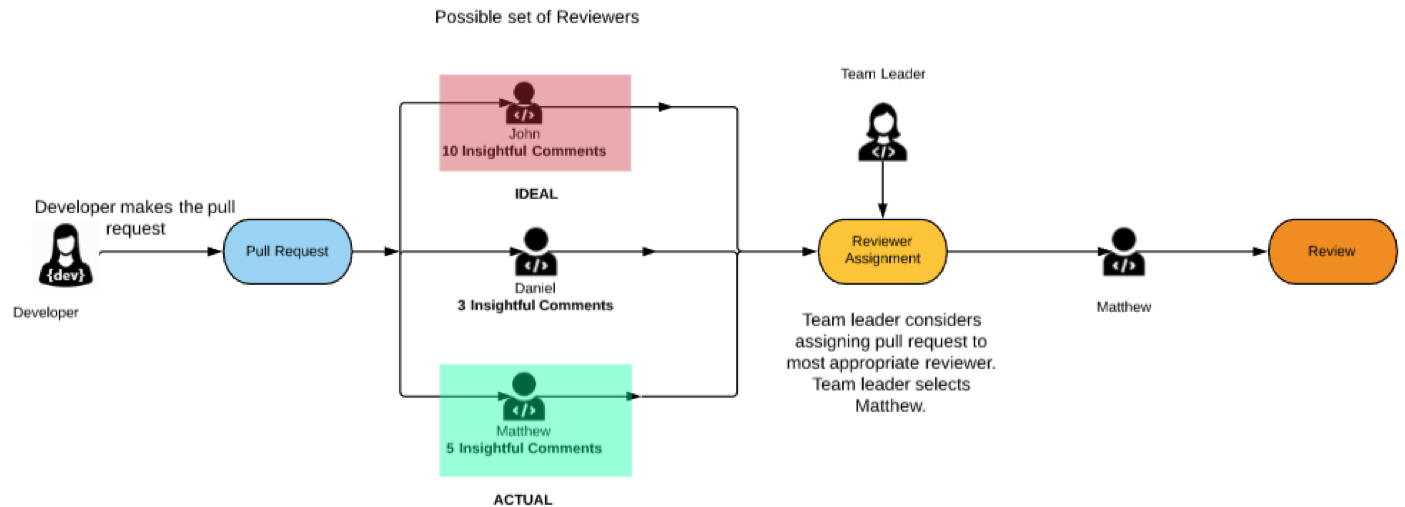 Possible set of Reviewers
Team Leader
</>
John
10 Insightful Comments
</>
IDEAL
Developer makes the pull
request
{dev}
Developer
Pull Request
</>
Daniel
3 Insightful Comments
Reviewer
Assignment
</>
Matthew
Review
Team leader considers
assigning pull request to
most appropriate reviewer.
Team leader selects
Matthew.
</>
Matthew
5 Insightful Comments
ACTUAL